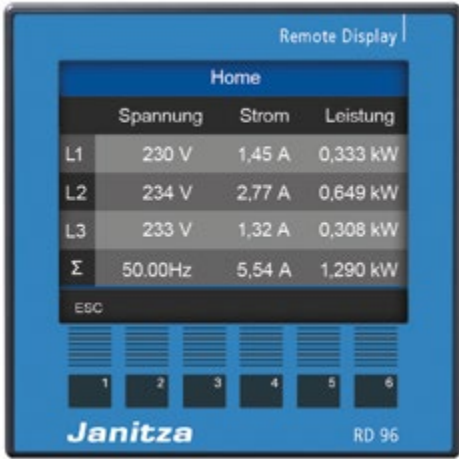 Remote Display
Home
Spannung Strom Leistung
L1 230 V 1,45 A 0,333 kW
L2 234 V 2,77 A 0,649 kW
L3 233 V 1,32 A 0,308 kW
Σ 50.00Hz 5,54 A 1,290 kW
ESC
1 2 3 4 5 6
Janitza RD 96